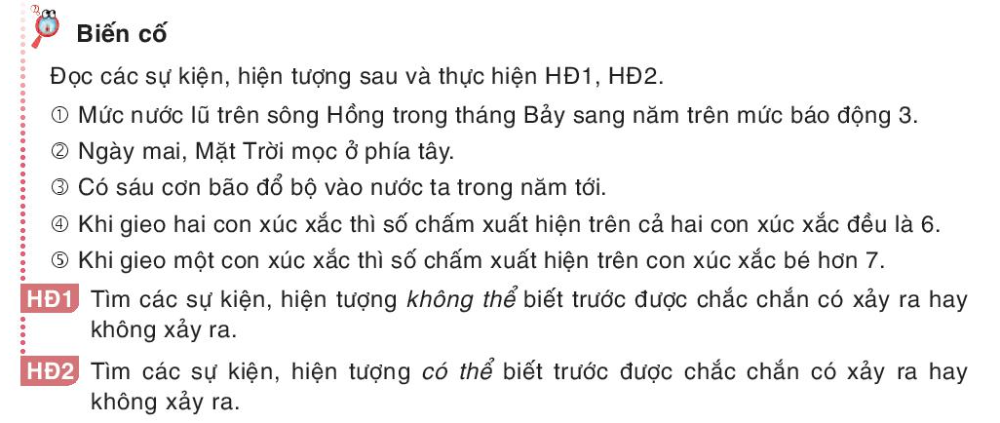 Biến cố
Đọc các sự kiện, hiện tượng sau và thực hiện HĐ1, HĐ2.
① Mức nước lũ trên sông Hồng trong tháng Bảy sang năm trên mức báo động 3.
② Ngày mai, Mặt Trời mọc ở phía tây.
③ Có sáu cơn bão đổ bộ vào nước ta trong năm tới.
④ Khi gieo hai con xúc xắc thì số chấm xuất hiện trên cả hai con xúc xắc đều là 6.
⑤ Khi gieo một con xúc xắc thì số chấm xuất hiện trên con xúc xắc bé hơn 7.
HĐ1 Tìm các sự kiện, hiện tượng không thể biết trước được chắc chắn có xảy ra hay
không xảy ra.
HĐ2 Tìm các sự kiện, hiện tượng có thể biết trước được chắc chắn có xảy ra hay
không xảy ra.